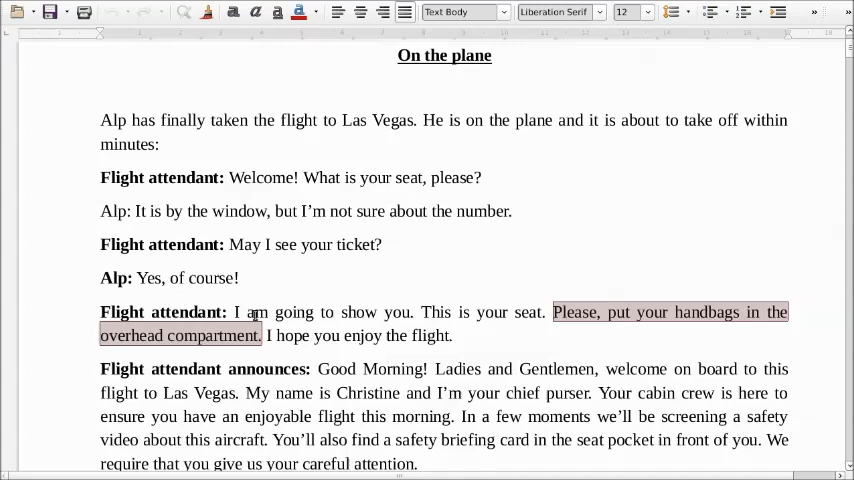 Text Body Liberation Serif 12
On the plane
Alp has finally taken the flight to Las Vegas. He is on the plane and it is about to take off within
minutes:
Flight attendant: Welcome! What is your seat, please?
Alp: It is by the window, but I’m not sure about the number.
Flight attendant: May I see your ticket?
Alp: Yes, of course!
Flight attendant: I am going to show you. This is your seat. Please, put your handbags in the
overhead compartment. I hope you enjoy the flight.
Flight attendant announces: Good Morning! Ladies and Gentlemen, welcome on board to this
flight to Las Vegas. My name is Christine and I’m your chief purser. Your cabin crew is here to
ensure you have an enjoyable flight this morning. In a few moments we’ll be screening a safety
video about this aircraft. You’ll also find a safety briefing card in the seat pocket in front of you. We
require that you give us your careful attention.